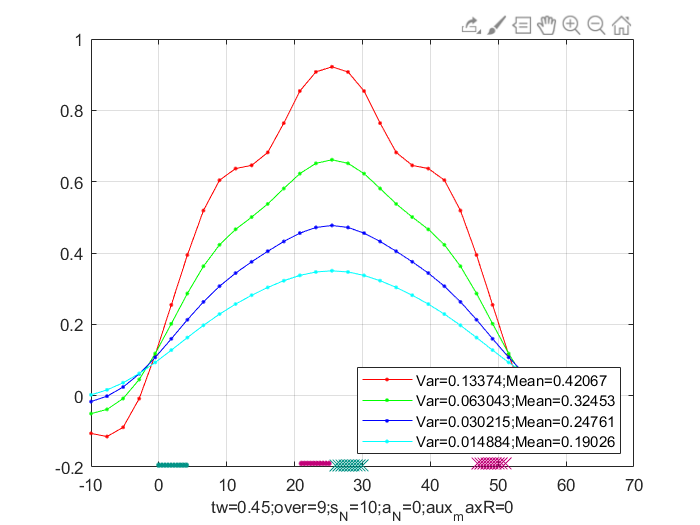 1
0.8
0.6
0.4
0.2
0
-0.2
-10 0 10 20 30 40 50 60 70
Var=0.13374;Mean=0.42067
Var=0.063043;Mean=0.32453
Var=0.030215;Mean=0.24761
Var=0.014884;Mean=0.19026
tw=0.45;over=9;s_N=10;a_N=0;aux_maxR=0